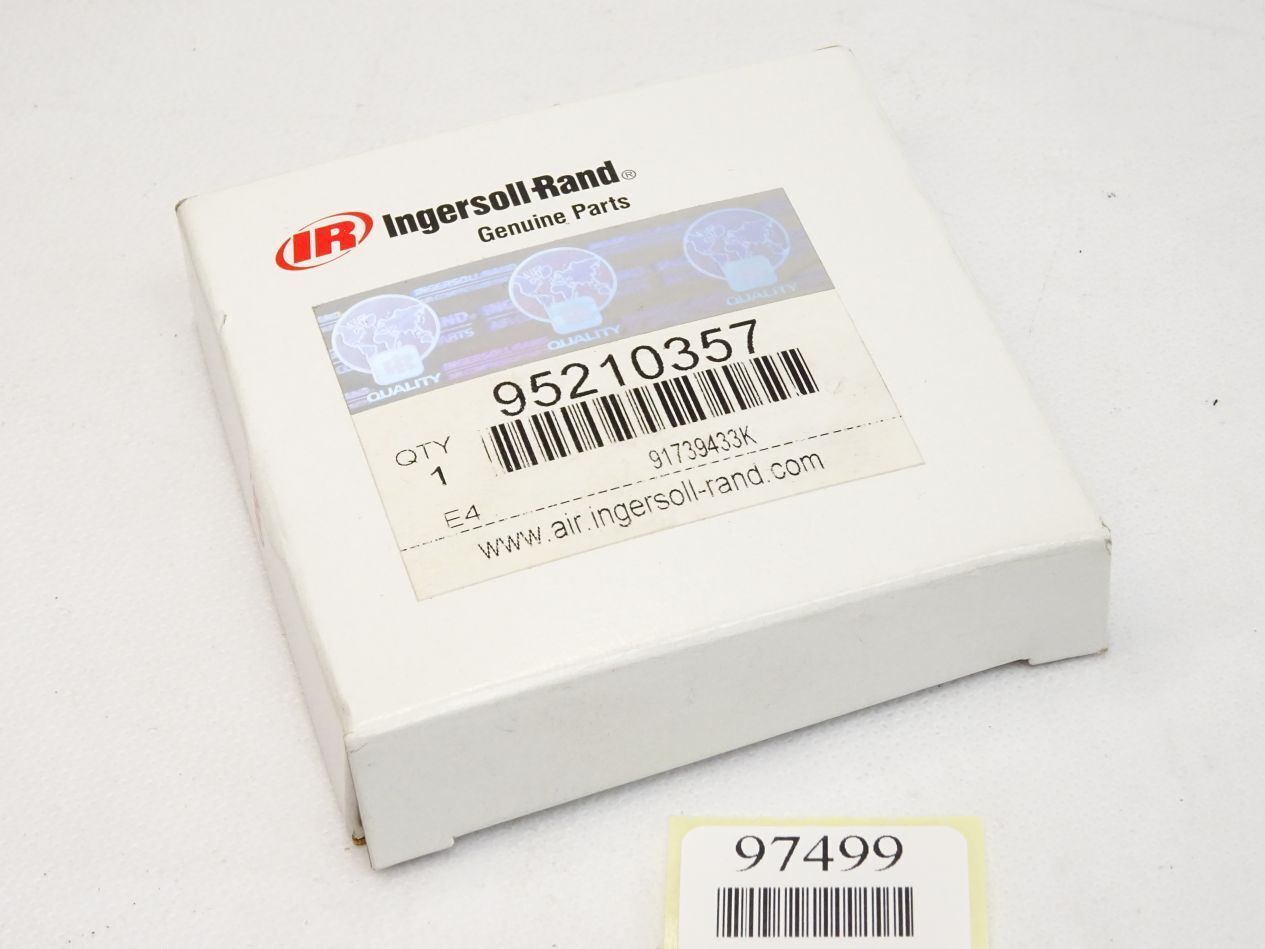 IR Ingersoll-Rand®
Genuine Parts
QUALITY
QUALITY
QUALITY
95210357
QTY
1
91739433K
E4
www.air.ingersoll-rand.com
97499